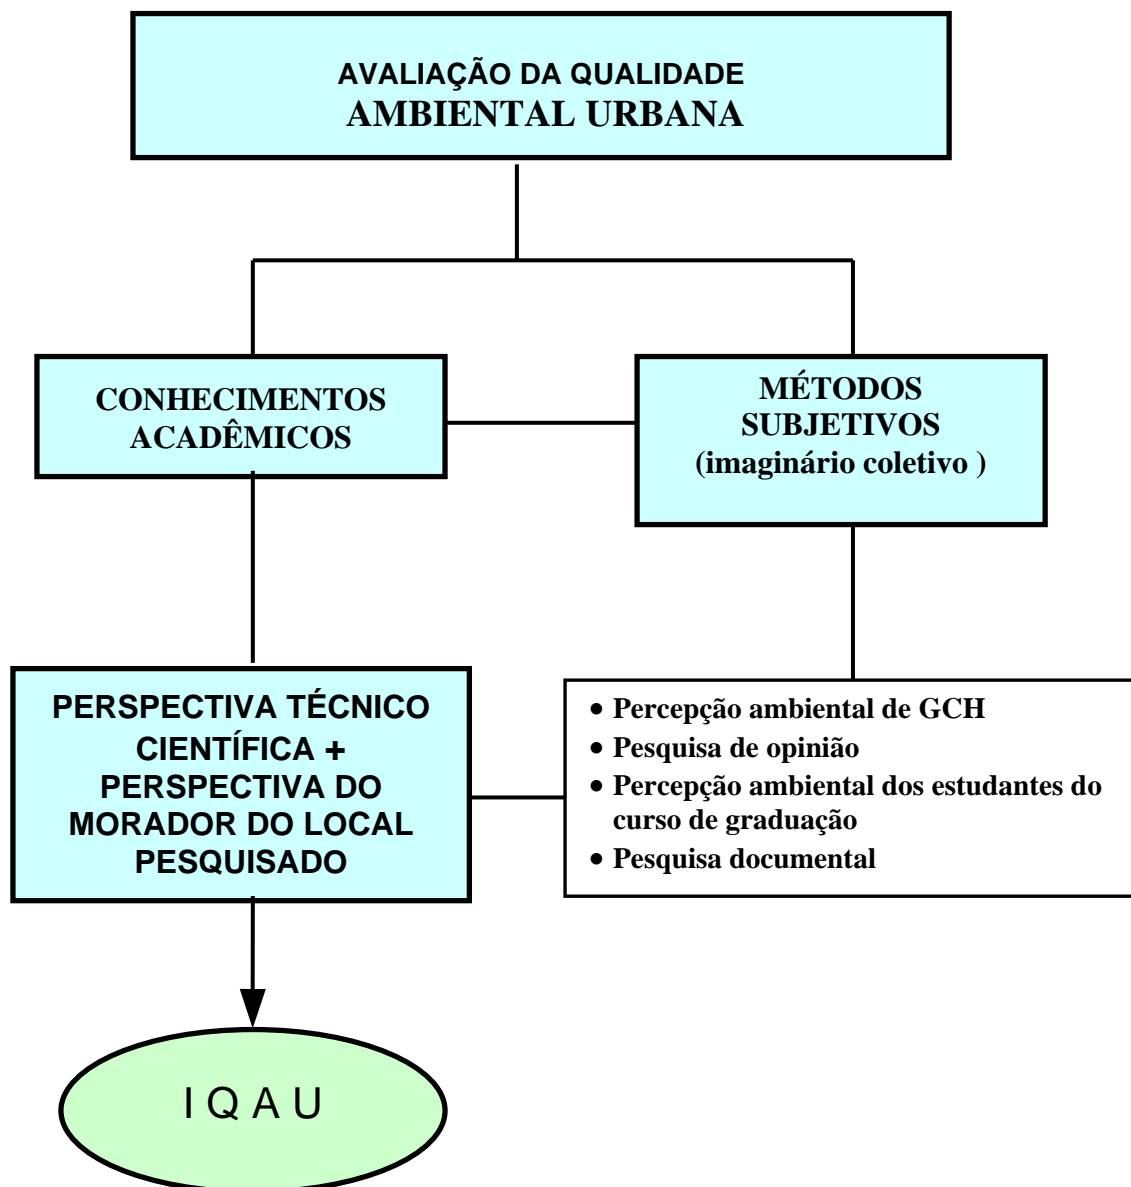 AVALIAÇÃO DA QUALIDADE
AMBIENTAL URBANA
CONHECIMENTOS
ACADÊMICOS
MÉTODOS
SUBJETIVOS
(imaginário coletivo )
PERSPECTIVA TÉCNICO
CIENTÍFICA +
PERSPECTIVA DO
MORADOR DO LOCAL
PESQUISADO
• Percepção ambiental de GCH
• Pesquisa de opinião
• Percepção ambiental dos estudantes do
curso de graduação
• Pesquisa documental
I Q A U